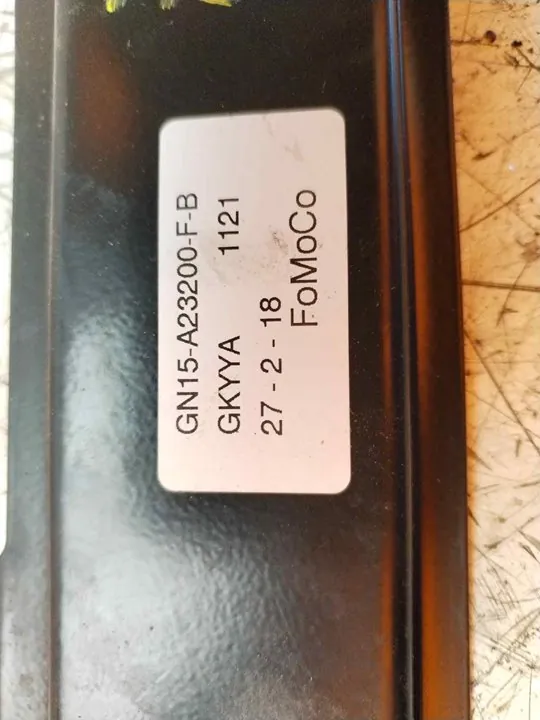 GN15-A23200-F-B
GKYYA 1121
27 - 2 - 18
FoMoCo